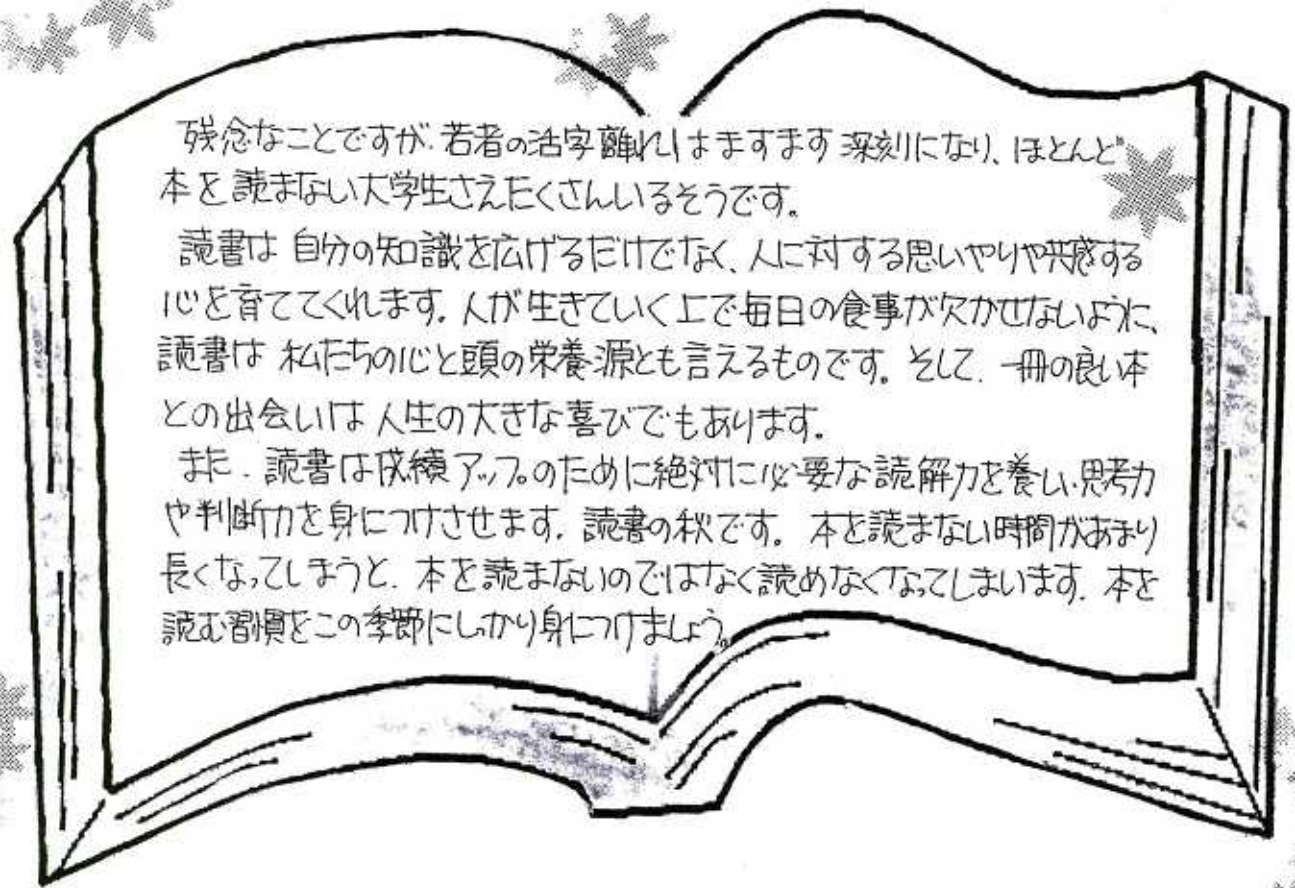 残念なことですが、若者の活字離れはますます深刻になり、ほとんど
本を読まない大学生さえたくさんいるそうです。
読書は自分の知識を広げるだけでなく、人に対する思いやりや共感する
心を育ててくれます。人が生きていく上で毎日の食事が欠かせないように、
読書は私たちの心と頭の栄養源とも言えるものです。そして、一冊の良い本
との出会いは人生の大きな喜びでもあります。
また、読書は成績アップのために絶対に必要な読解力を養い、思考力
や判断力を身につけさせます。読書の秋です。本を読まない時間があまり
長くなってしまうと、本を読まないのではなく読めなくなってしまいます。本を
読む習慣をこの季節にしっかり身につけましょう。